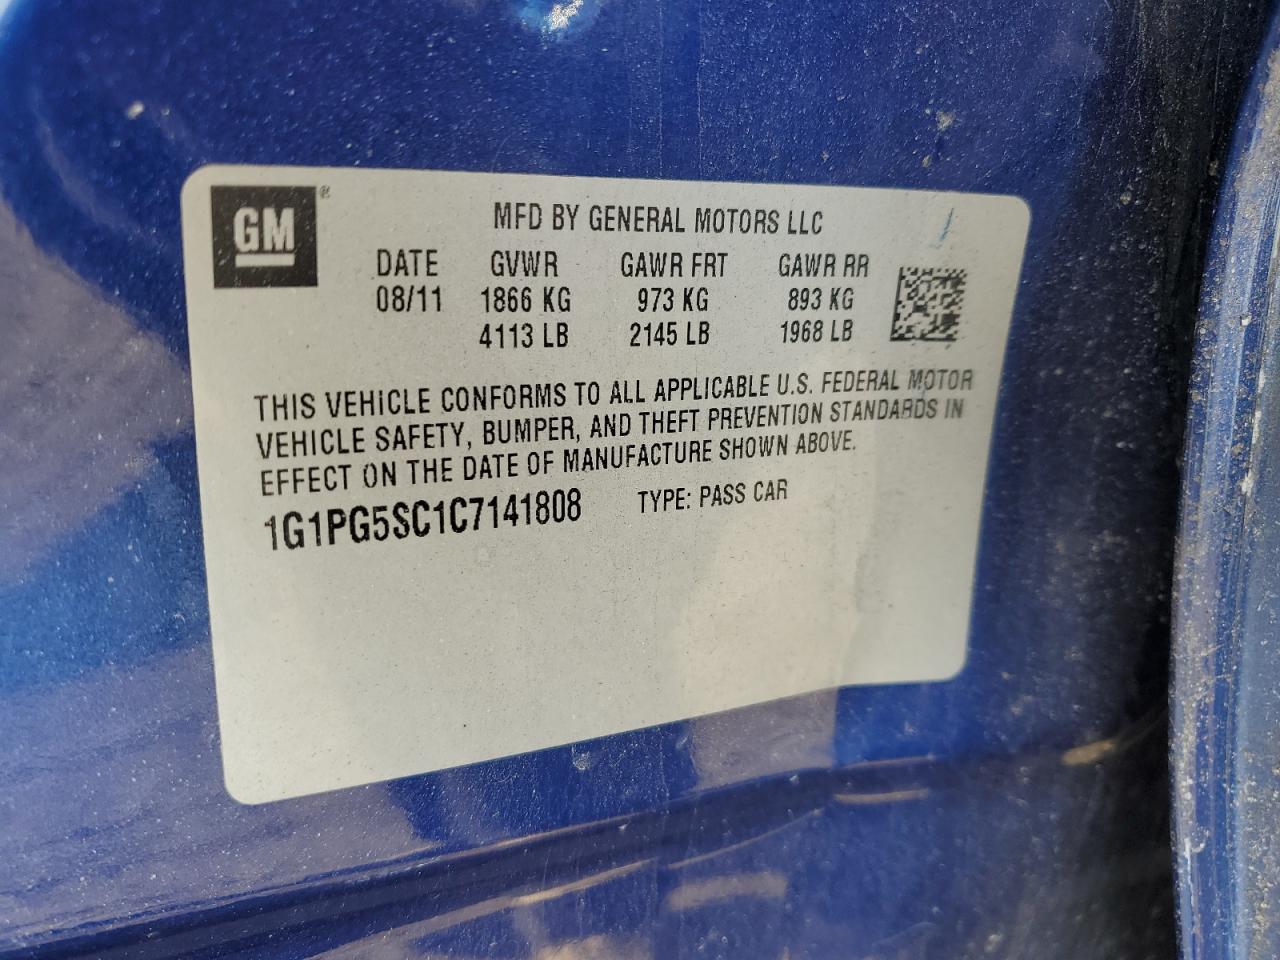 GM ®
MFD BY GENERAL MOTORS LLC
DATE GVWR GAWR FRT GAWR RR
08/11 1866 KG 973 KG 893 KG
4113 LB 2145 LB 1968 LB
THIS VEHICLE CONFORMS TO ALL APPLICABLE U.S. FEDERAL MOTOR
VEHICLE SAFETY, BUMPER, AND THEFT PREVENTION STANDARDS IN
EFFECT ON THE DATE OF MANUFACTURE SHOWN ABOVE.
1G1PG5SC1C7141808 TYPE: PASS CAR